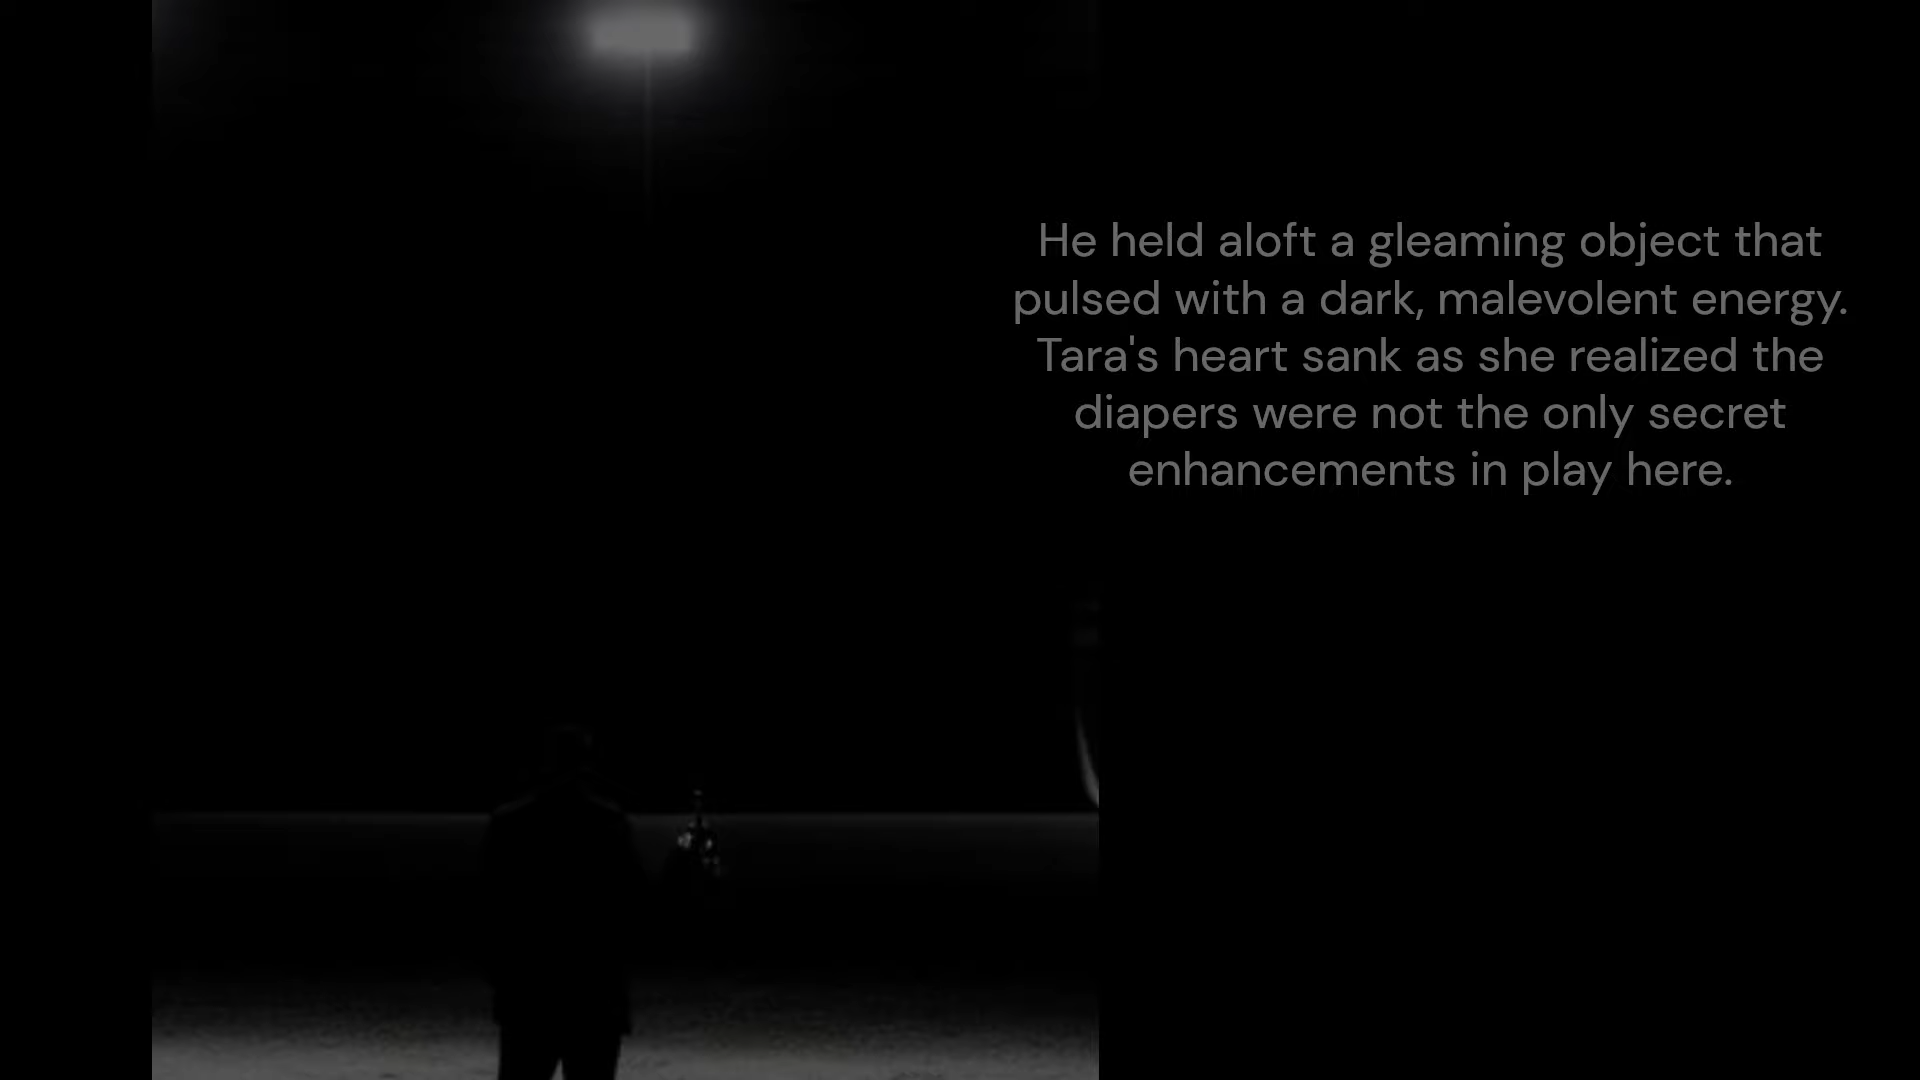 He held aloft a gleaming object that
pulsed with a dark, malevolent energy.
Tara's heart sank as she realized the
diapers were not the only secret
enhancements in play here.